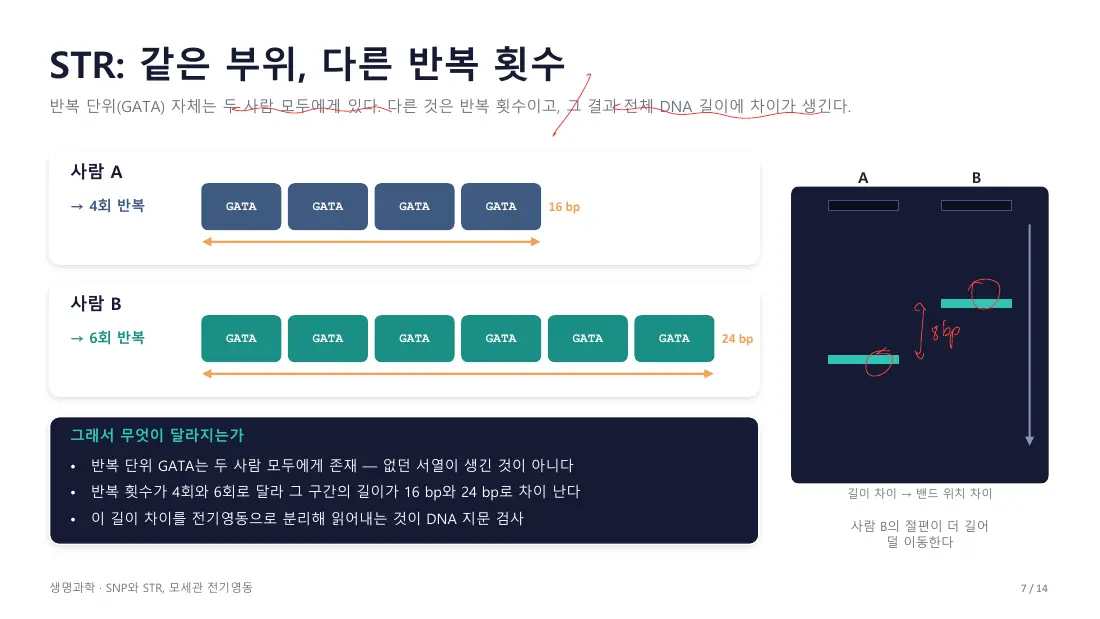 STR: 같은 부위, 다른 반복 횟수
반복 단위(GATA) 자체는 두 사람 모두에게 있다. 다른 것은 반복 횟수이고, 그 결과 전체 DNA 길이에 차이가 생긴다.
사람 A
→ 4회 반복
GATA GATA GATA GATA 16 bp
사람 B
→ 6회 반복
GATA GATA GATA GATA GATA GATA 24 bp
그래서 무엇이 달라지는가
• 반복 단위 GATA는 두 사람 모두에게 존재 — 없던 서열이 생긴 것이 아니다
• 반복 횟수가 4회와 6회로 달라 그 구간의 길이가 16 bp와 24 bp로 차이 난다
• 이 길이 차이를 전기영동으로 분리해 읽어내는 것이 DNA 지문 검사
A B
8bp
길이 차이 → 밴드 위치 차이
사람 B의 절편이 더 길어
덜 이동한다
생명과학 · SNP와 STR, 모세관 전기영동
7 / 14